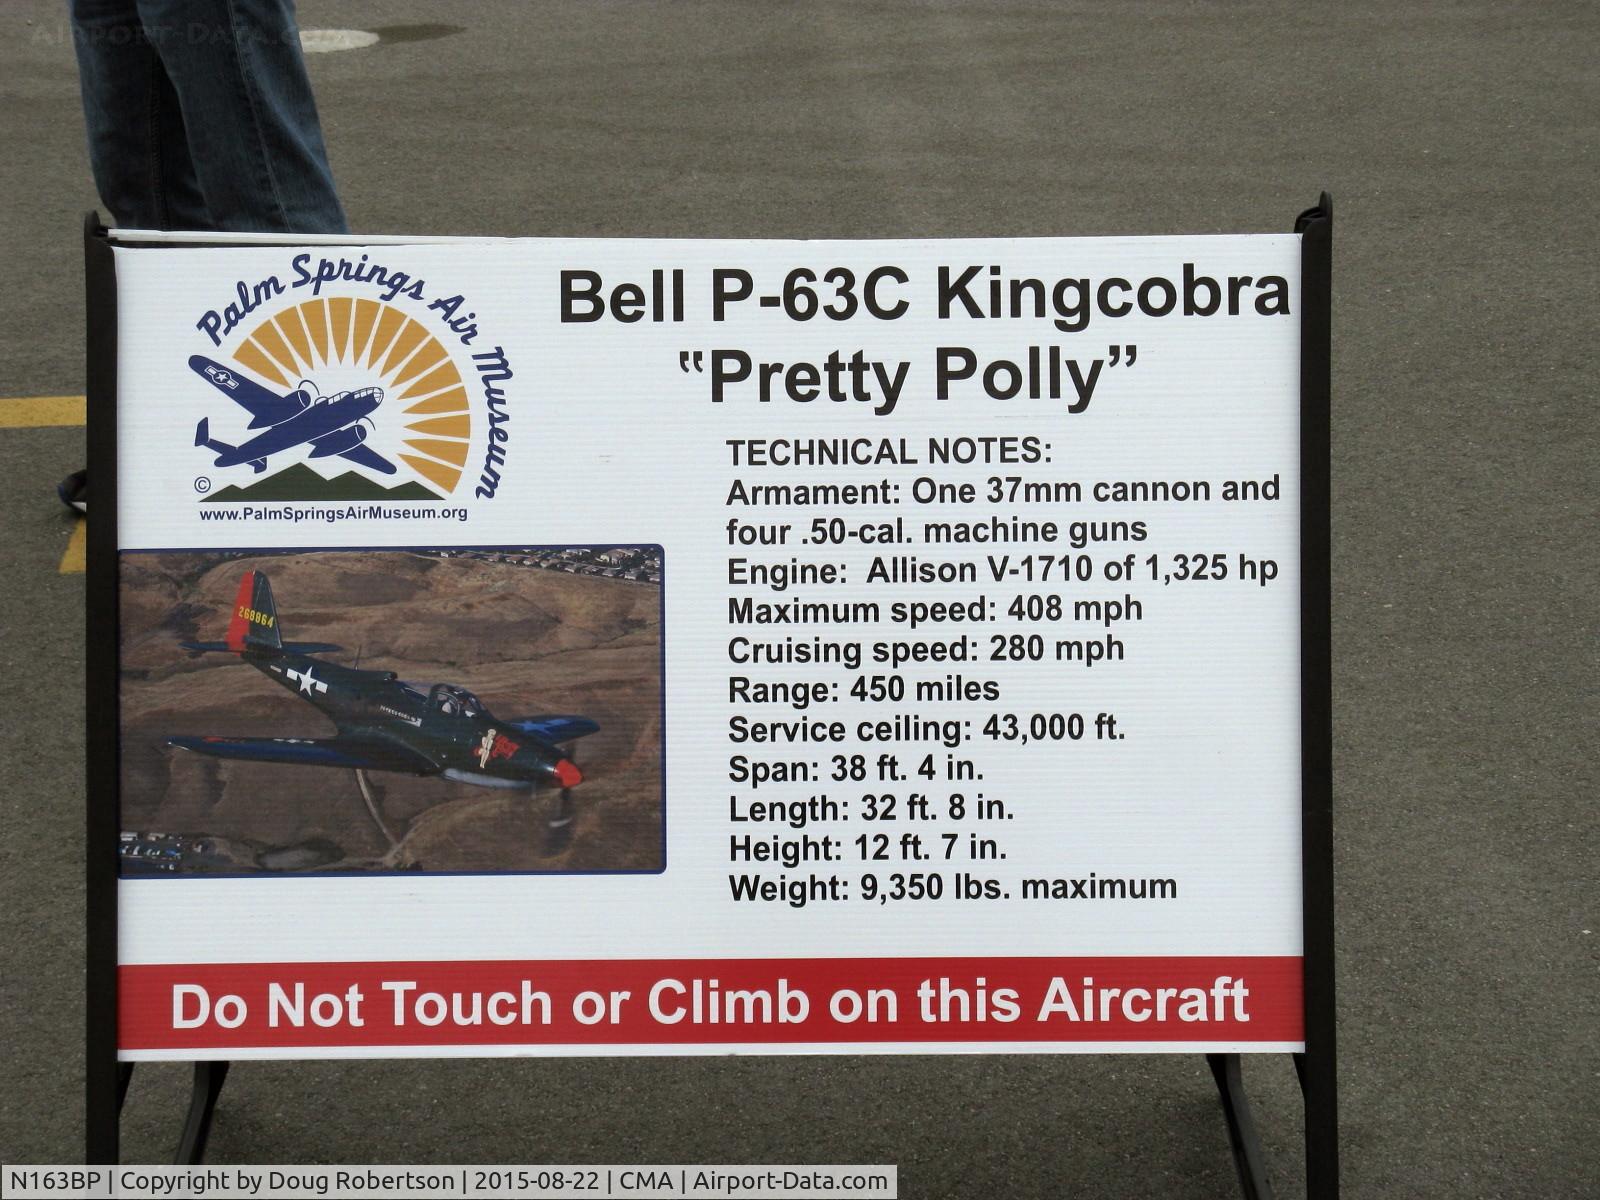 AIRPORT-DATA.COM
Palm Springs Air Museum
©
www.PalmSpringsAirMuseum.org
Bell P-63C Kingcobra
"Pretty Polly"
TECHNICAL NOTES:
Armament: One 37mm cannon and
four .50-cal. machine guns
Engine: Allison V-1710 of 1,325 hp
Maximum speed: 408 mph
Cruising speed: 280 mph
Range: 450 miles
Service ceiling: 43,000 ft.
Span: 38 ft. 4 in.
Length: 32 ft. 8 in.
Height: 12 ft. 7 in.
Weight: 9,350 lbs. maximum
268864
Do Not Touch or Climb on this Aircraft
N163BP | Copyright by Doug Robertson | 2015-08-22 | CMA | Airport-Data.com